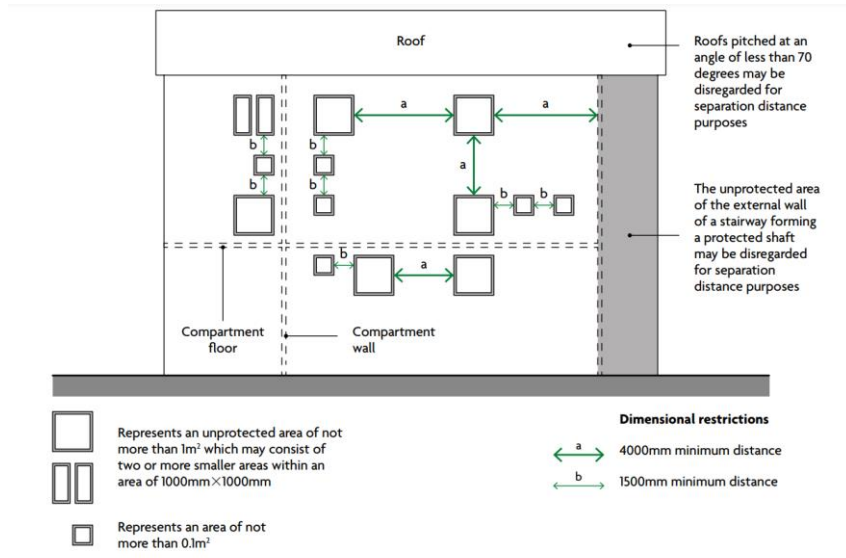 Roof
Roofs pitched at an
angle of less than 70
degrees may be
disregarded for
separation distance
purposes
a
a
b
b
a
b
b
b
b
The unprotected area
of the external wall
of a stairway forming
a protected shaft
may be disregarded
for separation
distance purposes
b
a
Compartment
floor
Compartment
wall
Represents an unprotected area of not
more than 1m² which may consist of
two or more smaller areas within an
area of 1000mm×1000mm
Represents an area of not
more than 0.1m²
Dimensional restrictions
a
4000mm minimum distance
b
1500mm minimum distance